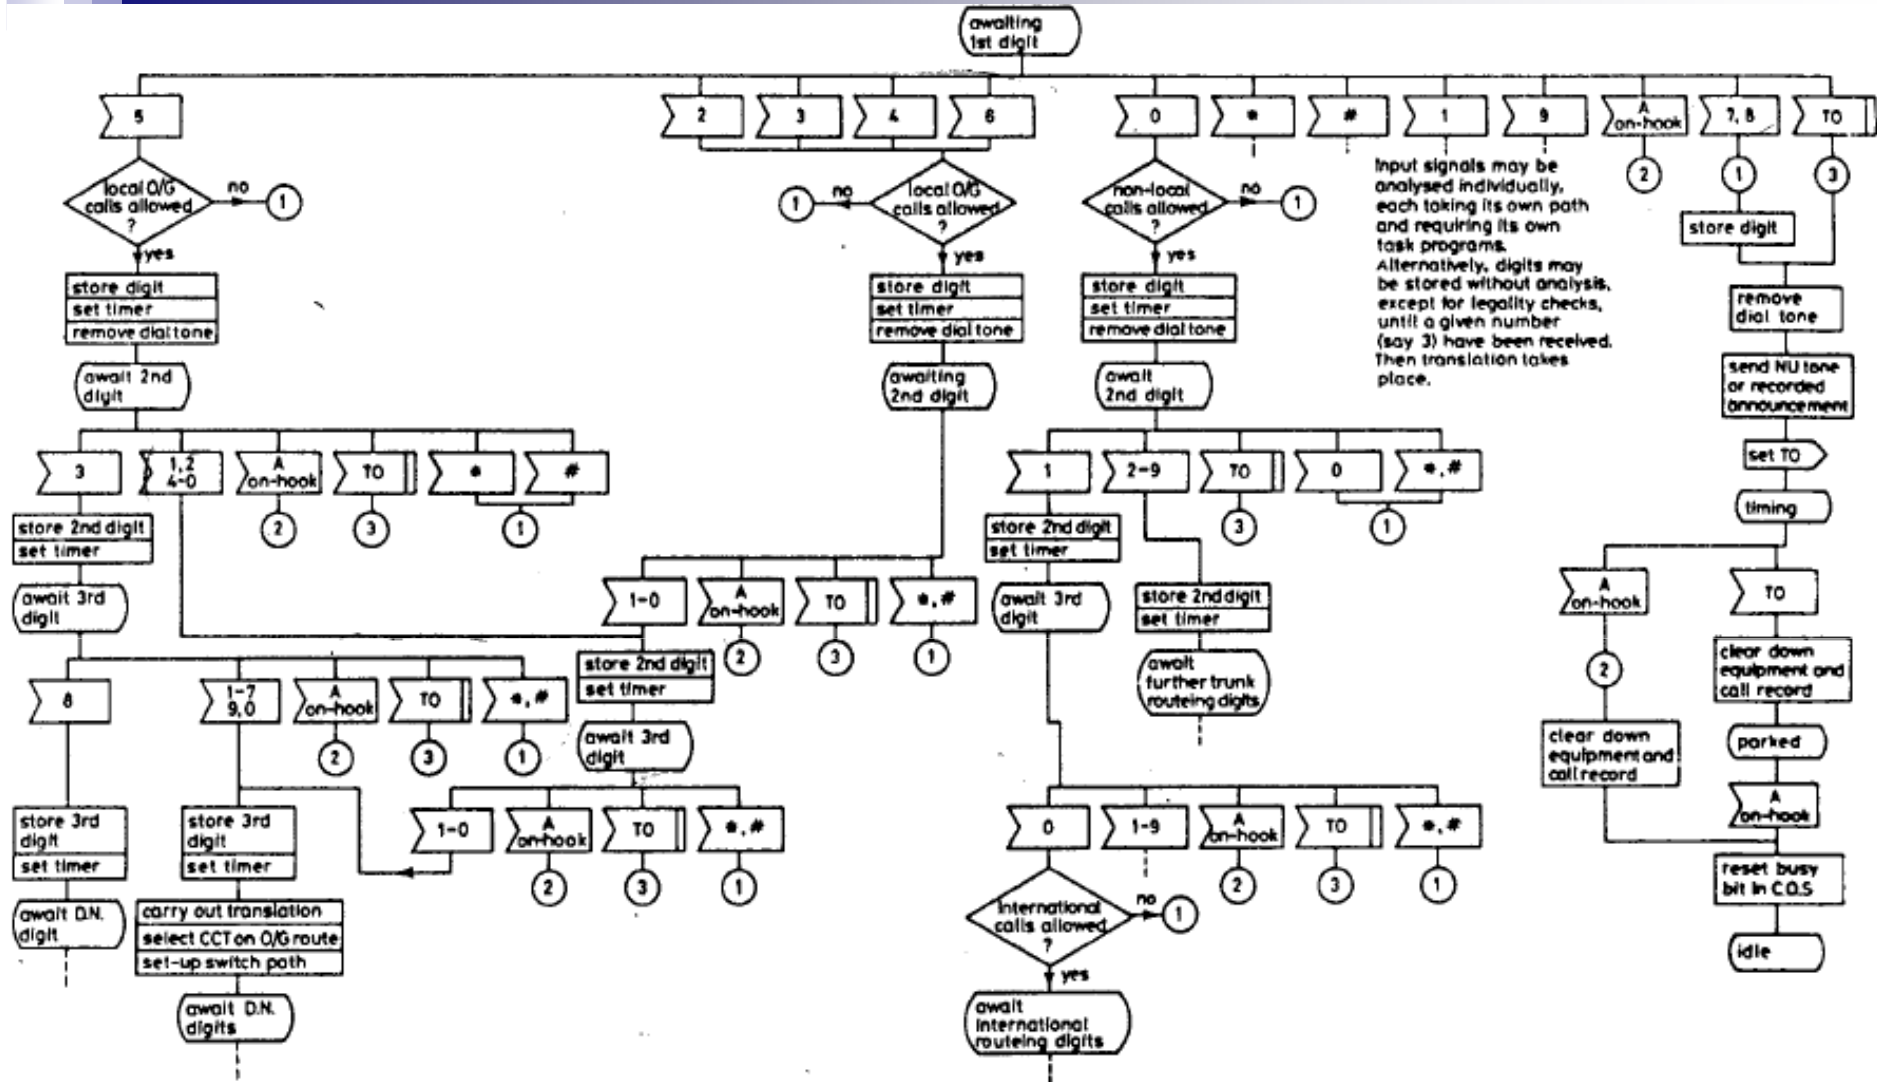 awaiting
1st digit
5
2
3
4
6
0
*
#
1
9
A
on-hook
7, 8
TO
2
1
3
local O/G
calls allowed
?
no
1
yes
store digit
set timer
remove dial tone
await 2nd
digit
local O/G
calls allowed
?
no
1
yes
store digit
set timer
remove dial tone
awaiting
2nd digit
non-local
calls allowed
?
no
1
yes
store digit
set timer
remove dial tone
await
2nd digit
Input signals may be
analysed individually,
each taking its own path
and requiring its own
task programs.
Alternatively, digits may
be stored without analysis,
except for legality checks,
until a given number
(say 3) have been received.
Then translation takes
place.
store digit
remove
dial tone
send NU tone
or recorded
announcement
set TO
timing
3
1,2
4-0
A
on-hook
TO
*
#
2
3
1
store 2nd digit
set timer
await 3rd
digit
1-0
A
on-hook
TO
*,#
2
3
1
store 2nd digit
set timer
await 3rd
digit
1
2-9
TO
0
*,#
3
1
store 2nd digit
set timer
await 3rd
digit
store 2nd digit
set timer
await
further trunk
routeing digits
A
on-hook
TO
2
clear down
equipment and
call record
clear down
equipment and
call record
parked
A
on-hook
reset busy
bit in C.O.S
idle
8
1-7
9,0
A
on-hook
TO
*,#
2
3
1
store 3rd
digit
set timer
await D.N.
digit
store 3rd
digit
set timer
carry out translation
select CCT on O/G route
set-up switch path
await D.N.
digits
1-0
A
on-hook
TO
*,#
2
3
1
0
1-9
A
on-hook
TO
*,#
2
3
1
International
calls allowed
?
no
1
yes
await
international
routeing digits